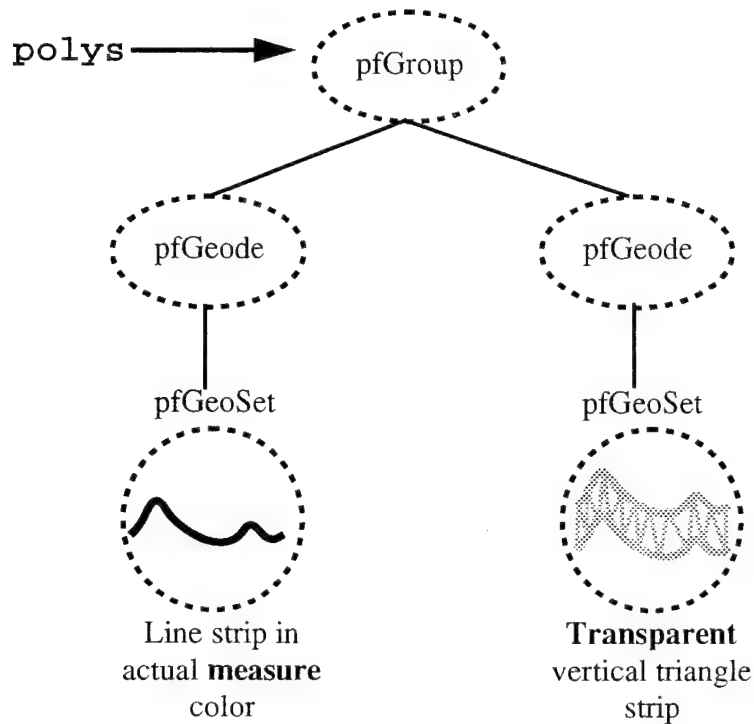 polys
pfGroup
pfGeode
pfGeode
pfGeoSet
pfGeoSet
Line strip in
actual measure
color
Transparent
vertical triangle
strip